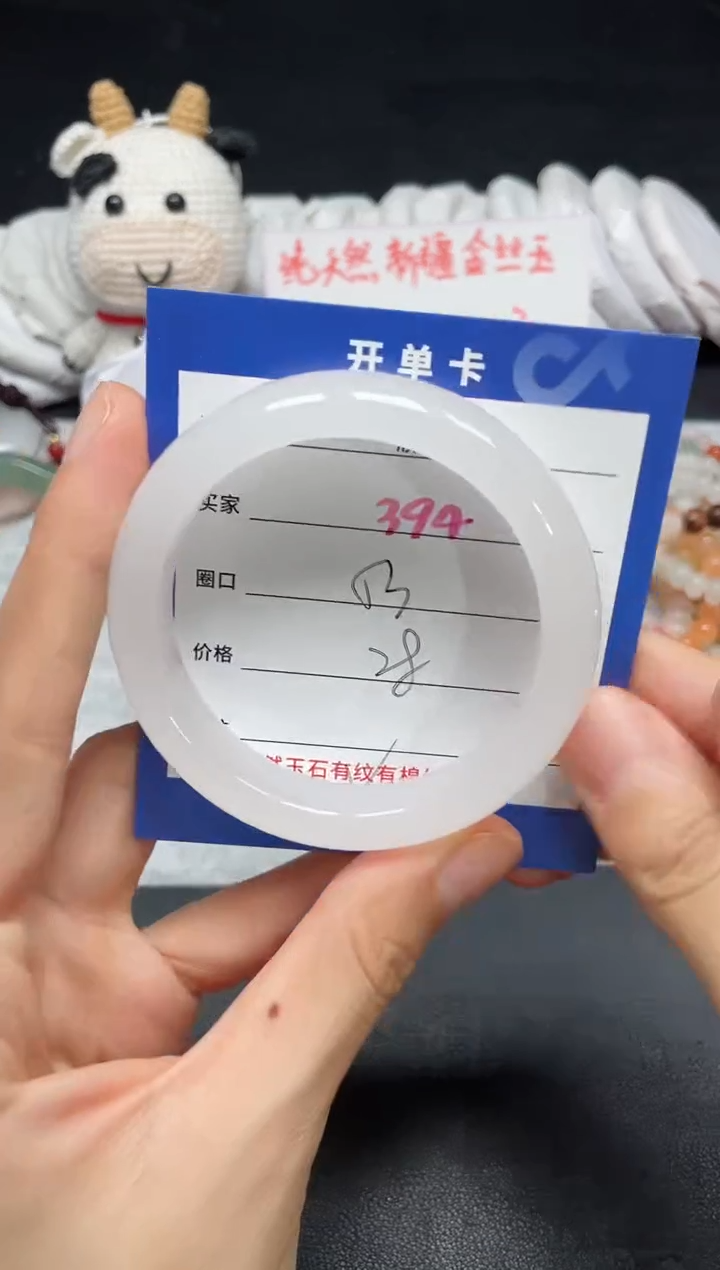 纯天然新疆金丝玉
开单卡
买家 394
圈口
价格 28
然玉石有纹有棉